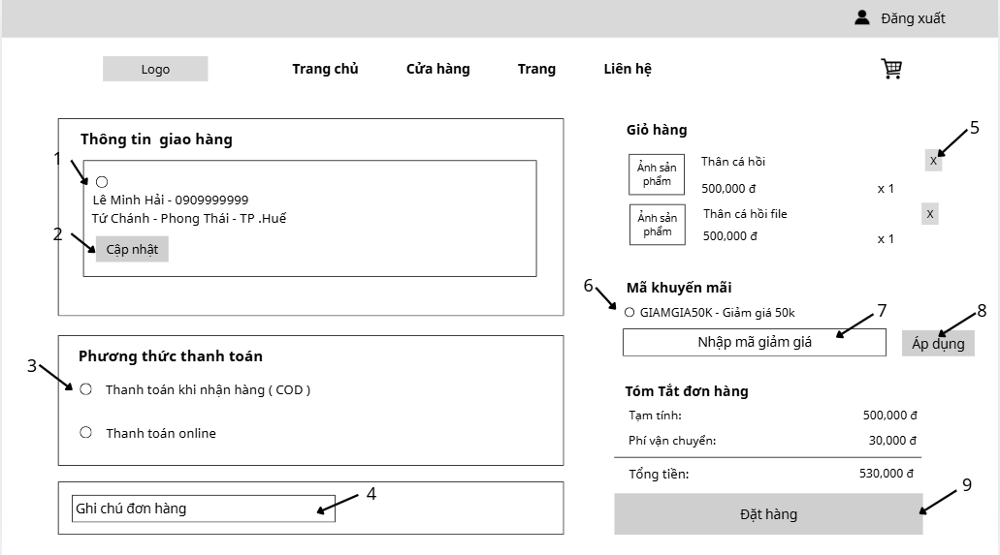 Đăng xuất
Logo
Trang chủ
Cửa hàng
Trang
Liên hệ
Thông tin giao hàng
1
Lê Minh Hải - 0909999999
Tứ Chánh - Phong Thái - TP .Huế
2
Cập nhật
Phương thức thanh toán
3
Thanh toán khi nhận hàng ( COD )
Thanh toán online
Ghi chú đơn hàng
4
Giỏ hàng
5
Ảnh sản
phẩm
Thân cá hồi
X
500,000 đ
x 1
Ảnh sản
phẩm
Thân cá hồi file
X
500,000 đ
x 1
Mã khuyến mãi
6
GIAMGIA50K - Giảm giá 50k
7
8
Nhập mã giảm giá
Áp dụng
Tóm Tắt đơn hàng
Tạm tính:
500,000 đ
Phí vận chuyển:
30,000 đ
Tổng tiền:
530,000 đ
9
Đặt hàng